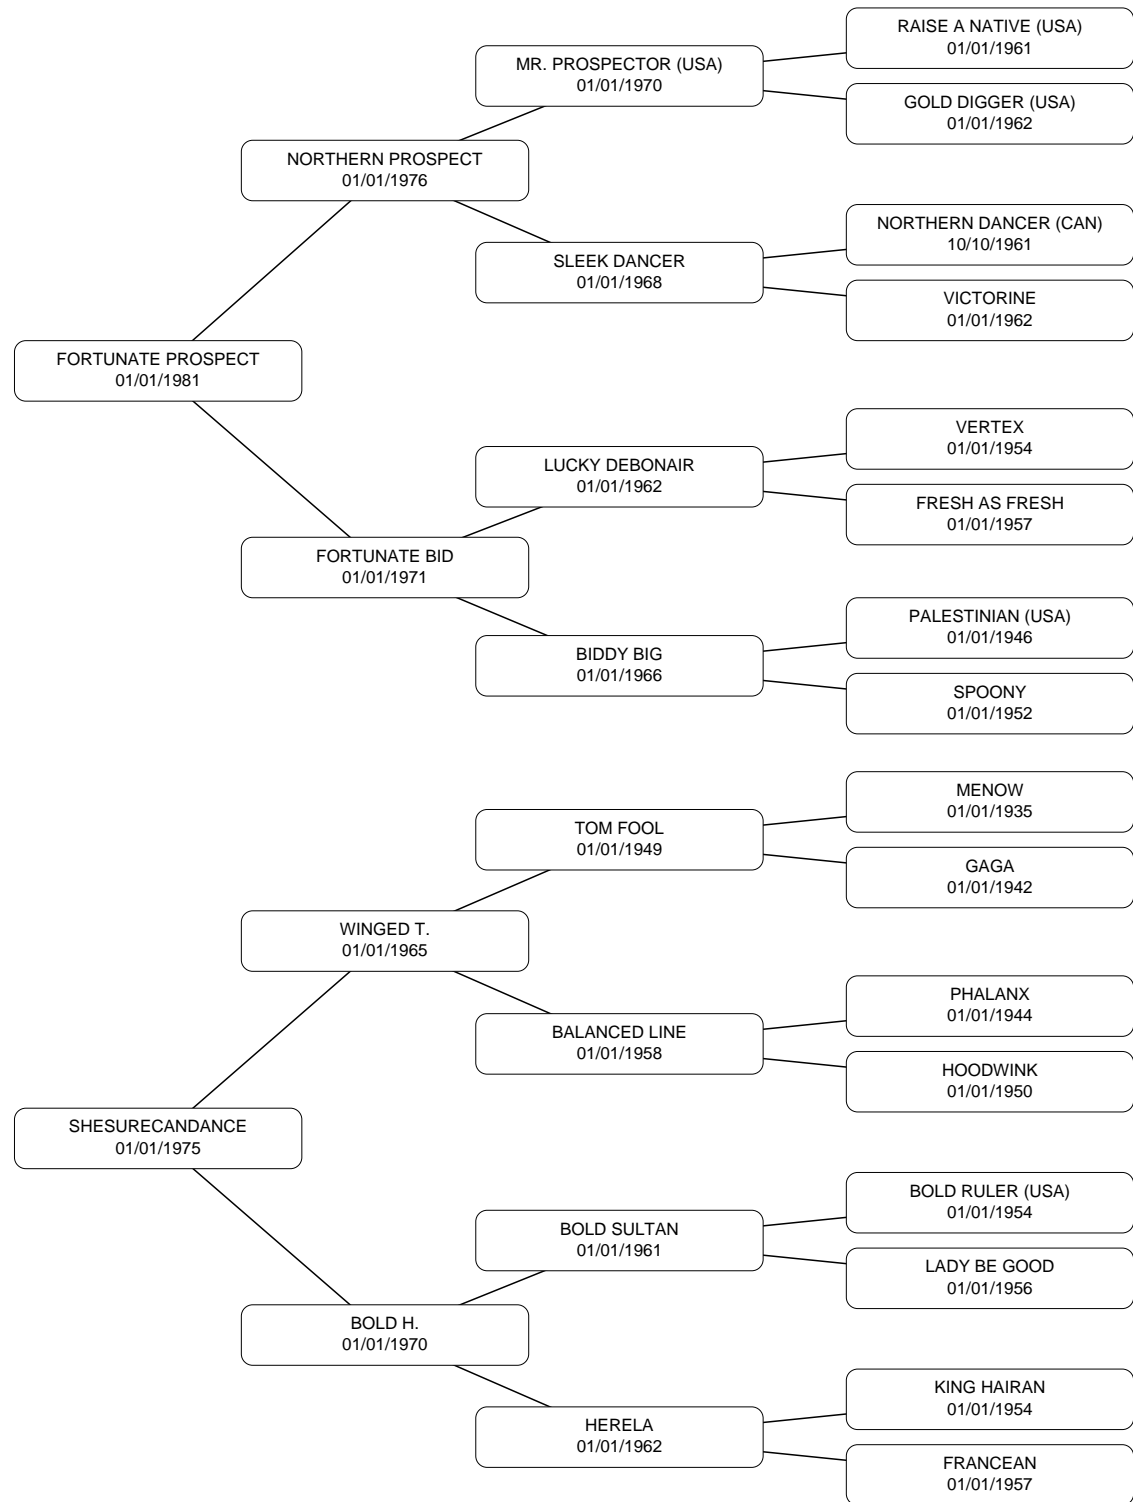 RAISE A NATIVE (USA)
01/01/1961
MR. PROSPECTOR (USA)
01/01/1970
GOLD DIGGER (USA)
01/01/1962
NORTHERN PROSPECT
01/01/1976
NORTHERN DANCER (CAN)
10/10/1961
SLEEK DANCER
01/01/1968
VICTORINE
01/01/1962
FORTUNATE PROSPECT
01/01/1981
VERTEX
01/01/1954
LUCKY DEBONAIR
01/01/1962
FRESH AS FRESH
01/01/1957
FORTUNATE BID
01/01/1971
PALESTINIAN (USA)
01/01/1946
BIDDY BIG
01/01/1966
SPOONY
01/01/1952
MENOW
01/01/1935
TOM FOOL
01/01/1949
GAGA
01/01/1942
WINGED T.
01/01/1965
PHALANX
01/01/1944
BALANCED LINE
01/01/1958
HOODWINK
01/01/1950
SHESURECANDANCE
01/01/1975
BOLD RULER (USA)
01/01/1954
BOLD SULTAN
01/01/1961
LADY BE GOOD
01/01/1956
BOLD H.
01/01/1970
KING HAIRAN
01/01/1954
HERELA
01/01/1962
FRANCEAN
01/01/1957